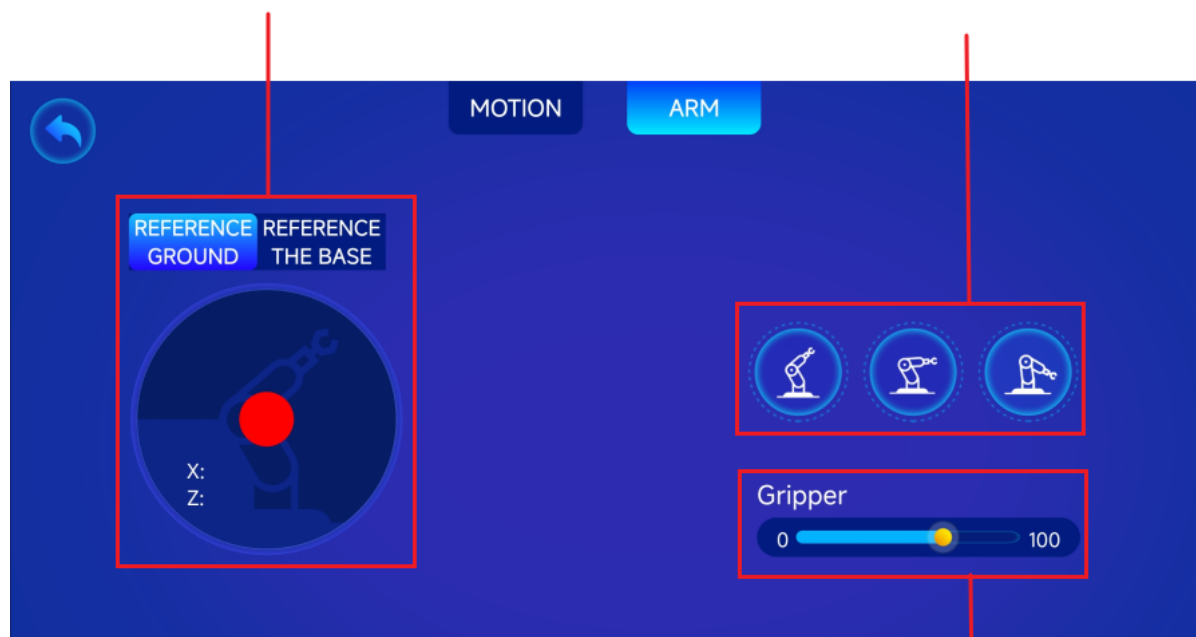 MOTION
ARM
REFERENCE GROUND
REFERENCE THE BASE
X:
Z:
Gripper
0
100